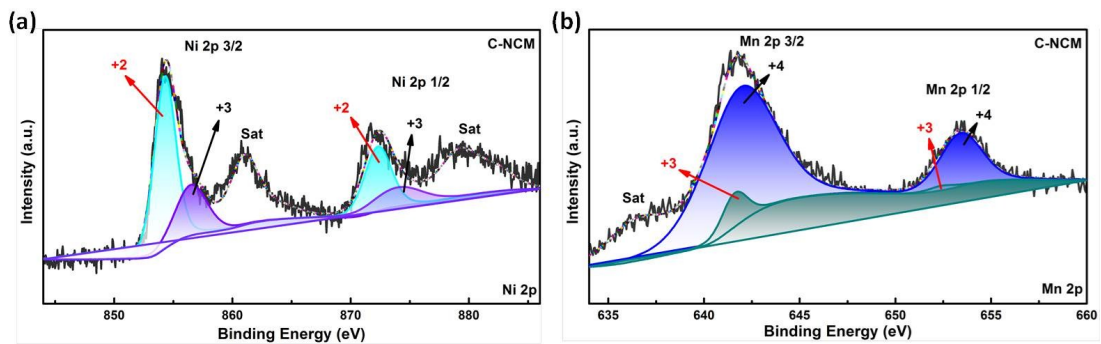 (a)
Ni 2p 3/2
C-NCM
+2
+3
Sat
Ni 2p 1/2
+2
+3
Sat
Intensity (a.u.)
Ni 2p
850
860
870
880
Binding Energy (eV)
(b)
Mn 2p 3/2
C-NCM
+4
Mn 2p 1/2
+4
+3
+3
Sat
Intensity (a.u.)
Mn 2p
635
640
645
650
655
660
Binding Energy (eV)